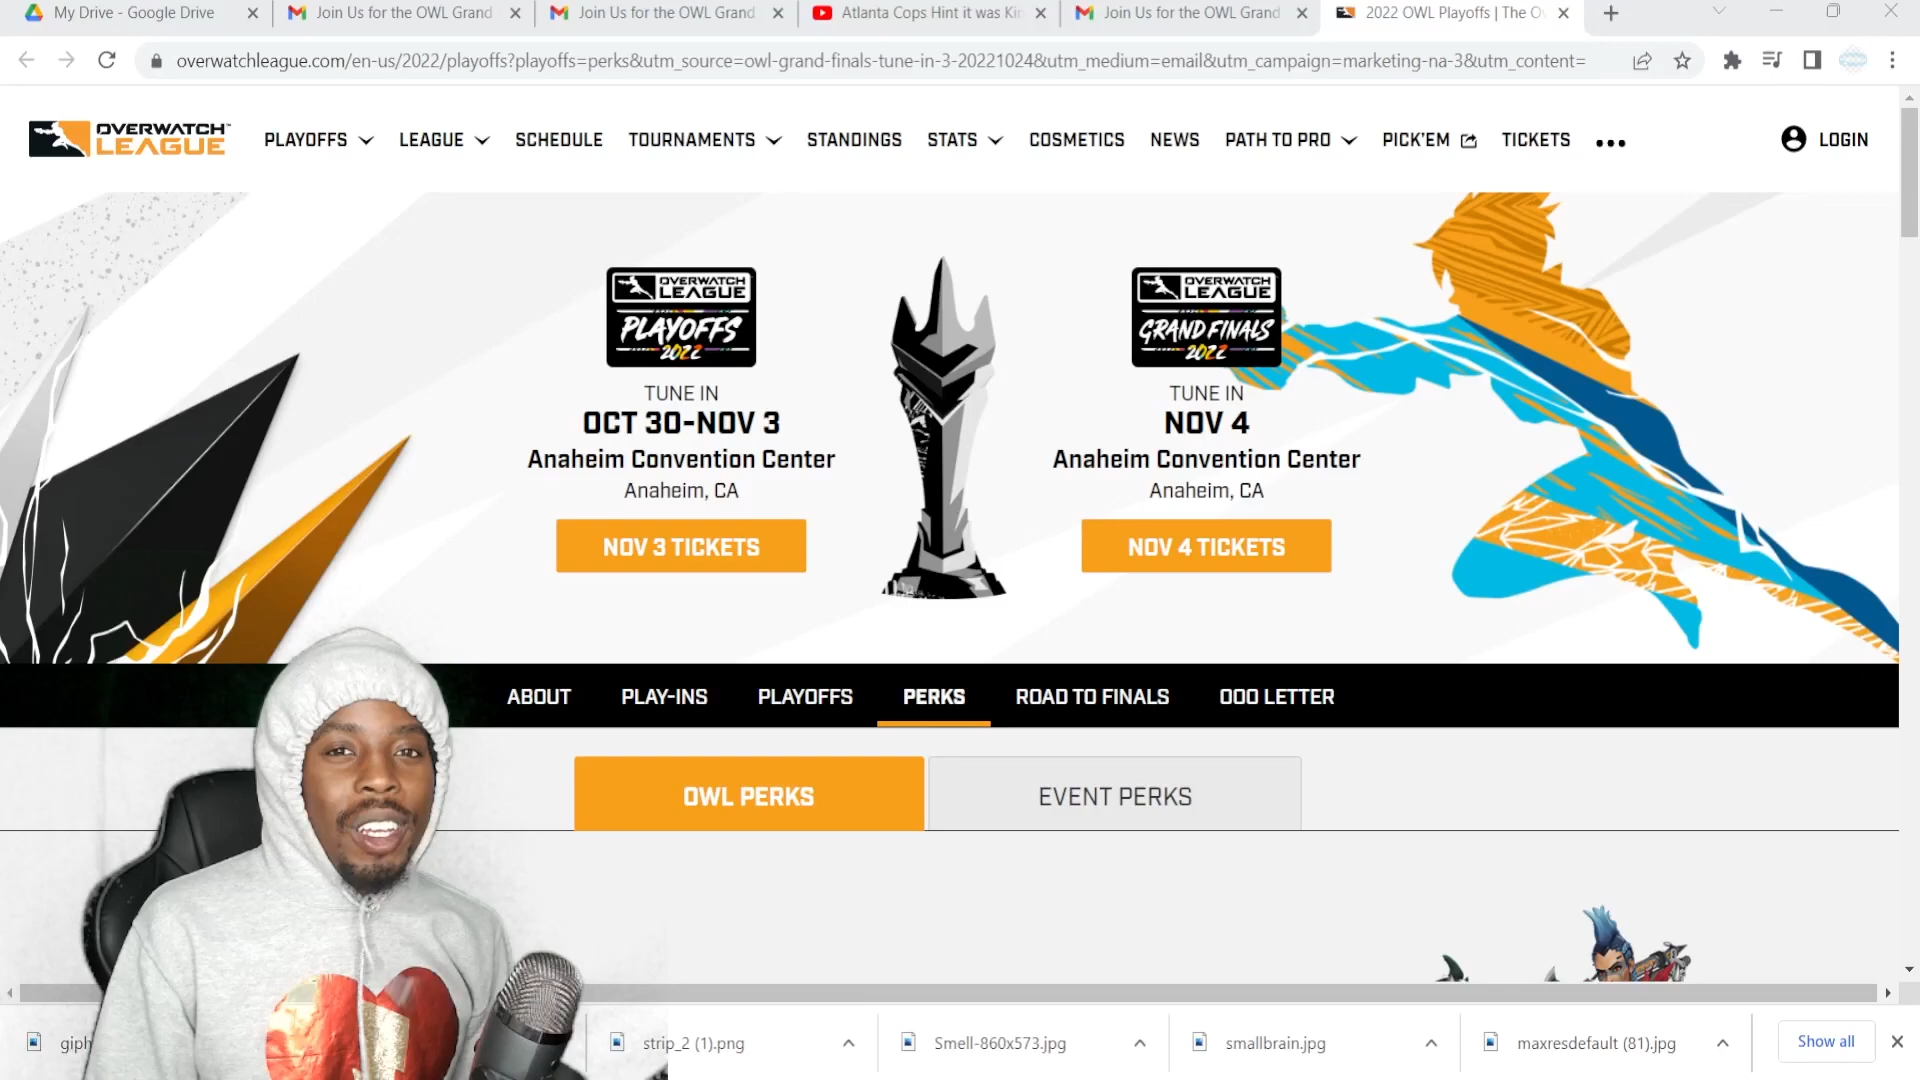 My Drive - Google Drive
Join Us for the OWL Grand
Join Us for the OWL Grand
Atlanta Cops Hint it was Kin
Join Us for the OWL Grand
2022 OWL Playoffs | The O
overwatchleague.com/en-us/2022/playoffs?playoffs=perks&utm_source=owl-grand-finals-tune-in-3-20221024&utm_medium=email&utm_campaign=marketing-na-3&utm_content=
OVERWATCH
LEAGUE
PLAYOFFS
LEAGUE
SCHEDULE
TOURNAMENTS
STANDINGS
STATS
COSMETICS
NEWS
PATH TO PRO
PICK'EM
TICKETS
LOGIN
OVERWATCH
LEAGUE
PLAYOFFS
2022
TUNE IN
OCT 30-NOV 3
Anaheim Convention Center
Anaheim, CA
NOV 3 TICKETS
OVERWATCH
LEAGUE
GRAND FINALS
2022
TUNE IN
NOV 4
Anaheim Convention Center
Anaheim, CA
NOV 4 TICKETS
ABOUT
PLAY-INS
PLAYOFFS
PERKS
ROAD TO FINALS
OOO LETTER
OWL PERKS
EVENT PERKS
giph
strip_2 (1).png
Smell-860x573.jpg
smallbrain.jpg
maxresdefault (81).jpg
Show all